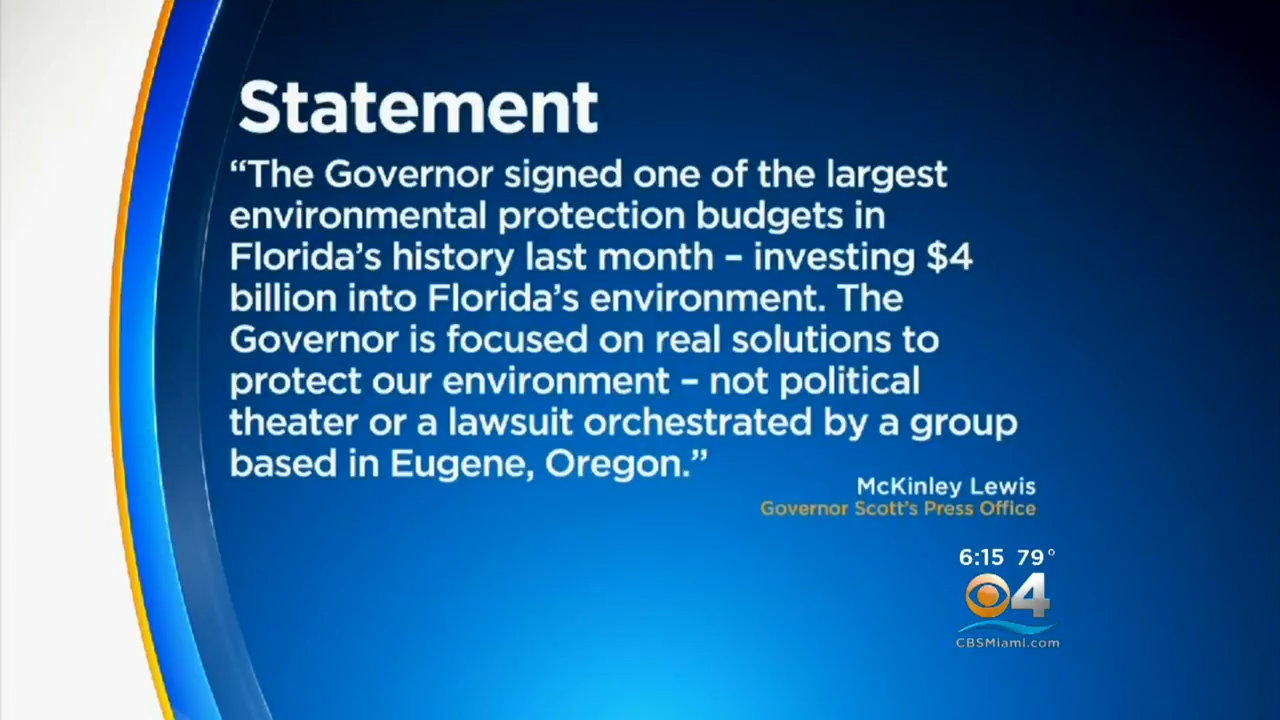 Statement
“The Governor signed one of the largest
environmental protection budgets in
Florida’s history last month – investing $4
billion into Florida’s environment. The
Governor is focused on real solutions to
protect our environment – not political
theater or a lawsuit orchestrated by a group
based in Eugene, Oregon.”
McKinley Lewis
Governor Scott’s Press Office
6:15 79°
4
CBSMiami.com